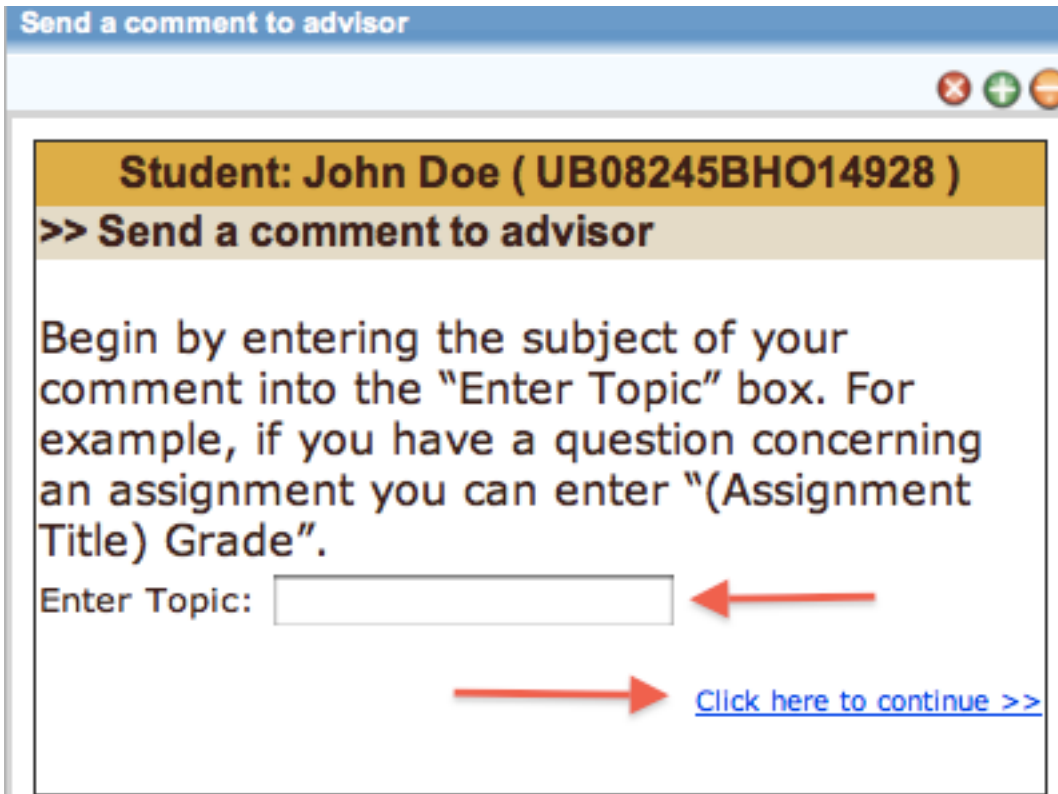 Send a comment to advisor
Student: John Doe ( UB08245BHO14928 )
>> Send a comment to advisor
Begin by entering the subject of your
comment into the “Enter Topic” box. For
example, if you have a question concerning
an assignment you can enter “(Assignment
Title) Grade”.
Enter Topic:
Click here to continue >>